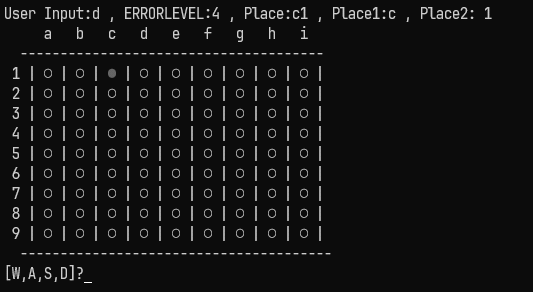 User Input:d , ERRORLEVEL:4 , Place:c1 , Place1:c , Place2: 1
a b c d e f g h i
--------------------------------------
1 | ○ | ○ | ● | ○ | ○ | ○ | ○ | ○ | ○ |
2 | ○ | ○ | ○ | ○ | ○ | ○ | ○ | ○ | ○ |
3 | ○ | ○ | ○ | ○ | ○ | ○ | ○ | ○ | ○ |
4 | ○ | ○ | ○ | ○ | ○ | ○ | ○ | ○ | ○ |
5 | ○ | ○ | ○ | ○ | ○ | ○ | ○ | ○ | ○ |
6 | ○ | ○ | ○ | ○ | ○ | ○ | ○ | ○ | ○ |
7 | ○ | ○ | ○ | ○ | ○ | ○ | ○ | ○ | ○ |
8 | ○ | ○ | ○ | ○ | ○ | ○ | ○ | ○ | ○ |
9 | ○ | ○ | ○ | ○ | ○ | ○ | ○ | ○ | ○ |
---------------------------------------
[W,A,S,D]?_